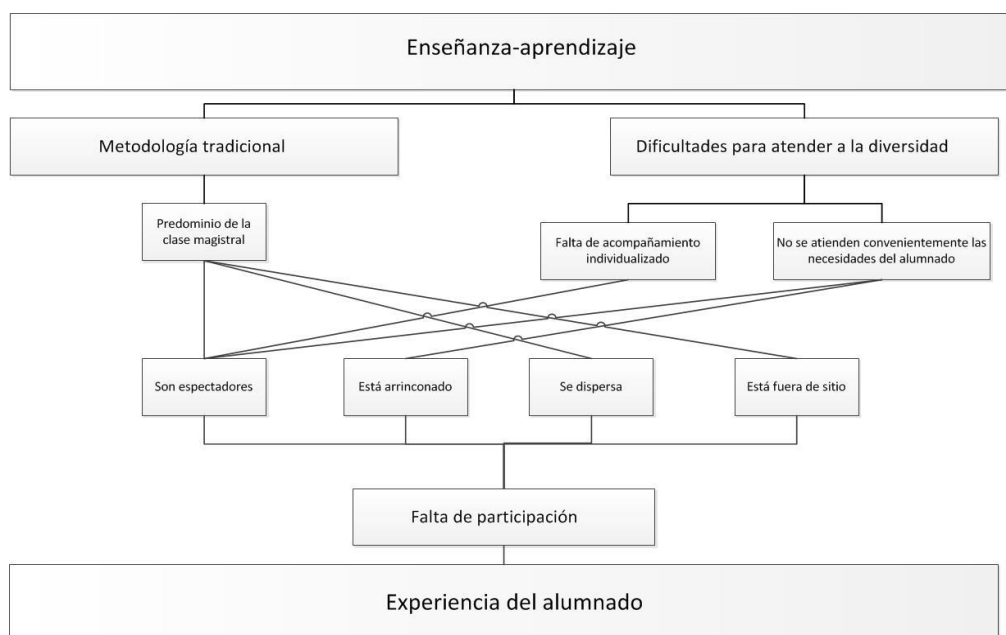 Enseñanza-aprendizaje
Metodología tradicional
Dificultades para atender a la diversidad
Predominio de la
clase magistral
Falta de acompañamiento
individualizado
No se atienden convenientemente las
necesidades del alumnado
Son espectadores
Está arrinconado
Se dispersa
Está fuera de sitio
Falta de participación
Experiencia del alumnado